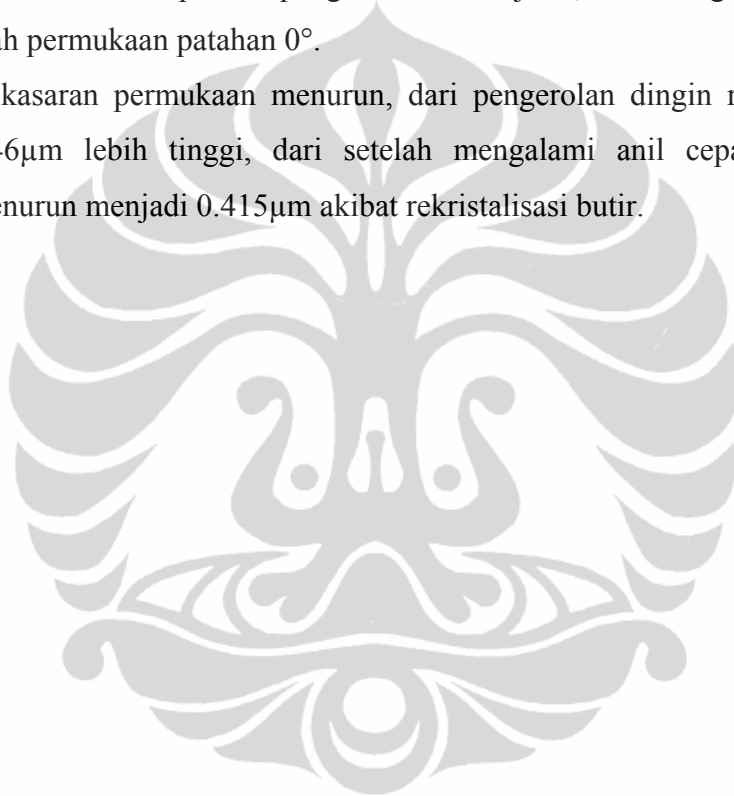 ah permukaan patahan 0°.
kasaran permukaan menurun, dari pengerolan dingin
6µm lebih tinggi, dari setelah mengalami anil cepa
enurun menjadi 0.415µm akibat rekristalisasi butir.